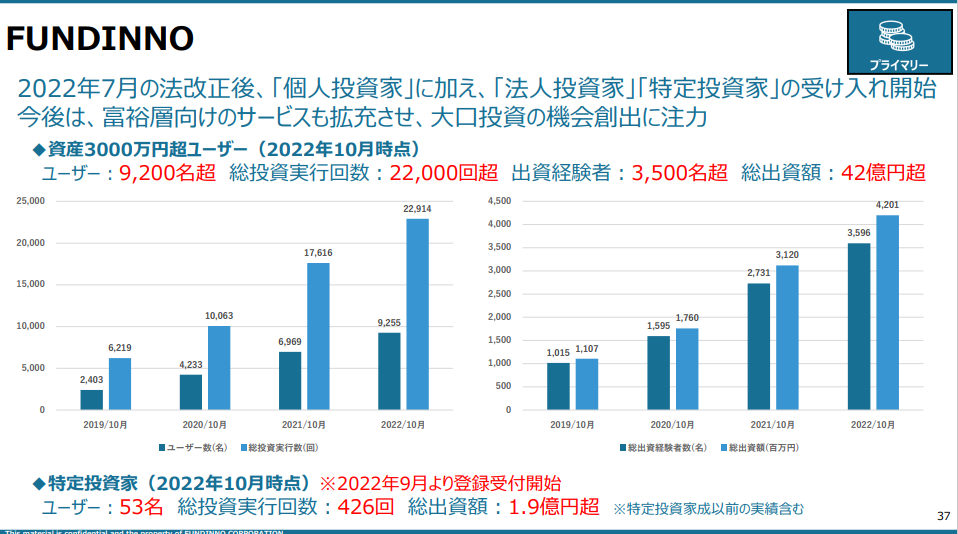 FUNDINNO
プライマリー
2022年7月の法改正後、「個人投資家」に加え、「法人投資家」「特定投資家」の受け入れ開始
今後は、富裕層向けのサービスも拡充させ、大口投資の機会創出に注力
◆資産3000万円超ユーザー（2022年10月時点）
ユーザー：9,200名超 総投資実行回数：22,000回超 出資経験者：3,500名超 総出資額：42億円超
25,000
20,000
15,000
10,000
5,000
0
2,403
6,219
4,233
10,063
6,969
17,616
9,255
22,914
2019/10月
2020/10月
2021/10月
2022/10月
ユーザー数(名)
総投資実行数(回)
4,500
4,000
3,500
3,000
2,500
2,000
1,500
1,000
500
0
1,015
1,107
1,595
1,760
2,731
3,120
3,596
4,201
2019/10月
2020/10月
2021/10月
2022/10月
総出資経験者数(名)
総出資額(百万円)
◆特定投資家（2022年10月時点）※2022年9月より登録受付開始
ユーザー：53名 総投資実行回数：426回 総出資額：1.9億円超 ※特定投資家成以前の実績含む
37
This material is confidential and the property of FUNDINNO CORPORATION